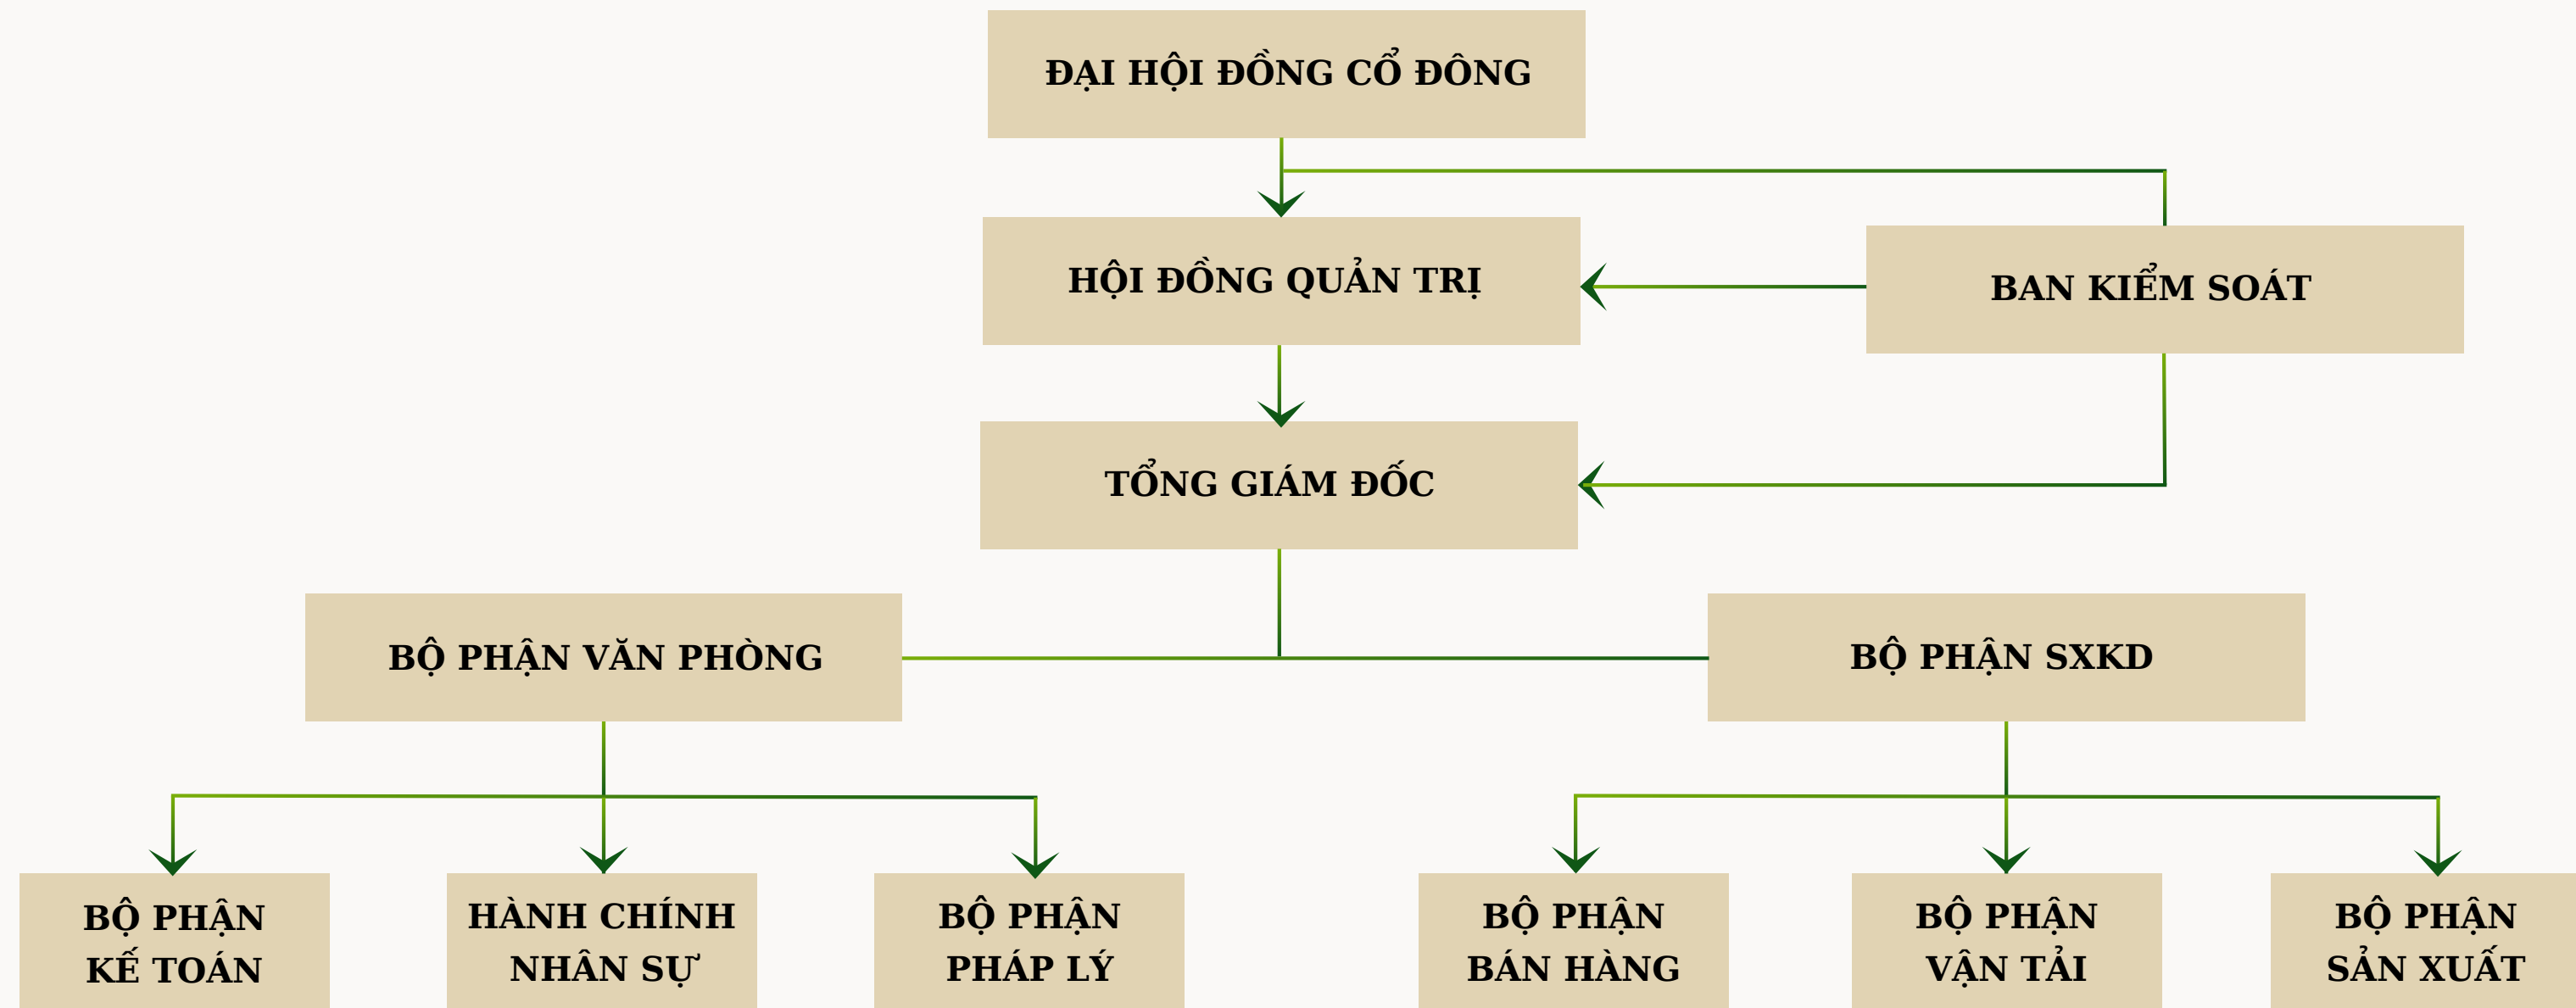 ĐẠI HỘI ĐỒNG CỔ ĐÔNG
HỘI ĐỒNG QUẢN TRỊ
BAN KIỂM SOÁT
TỔNG GIÁM ĐỐC
BỘ PHẬN VĂN PHÒNG
BỘ PHẬN SXKD
BỘ PHẬN
KẾ TOÁN
HÀNH CHÍNH
NHÂN SỰ
BỘ PHẬN
PHÁP LÝ
BỘ PHẬN
BÁN HÀNG
BỘ PHẬN
VẬN TẢI
BỘ PHẬN
SẢN XUẤT